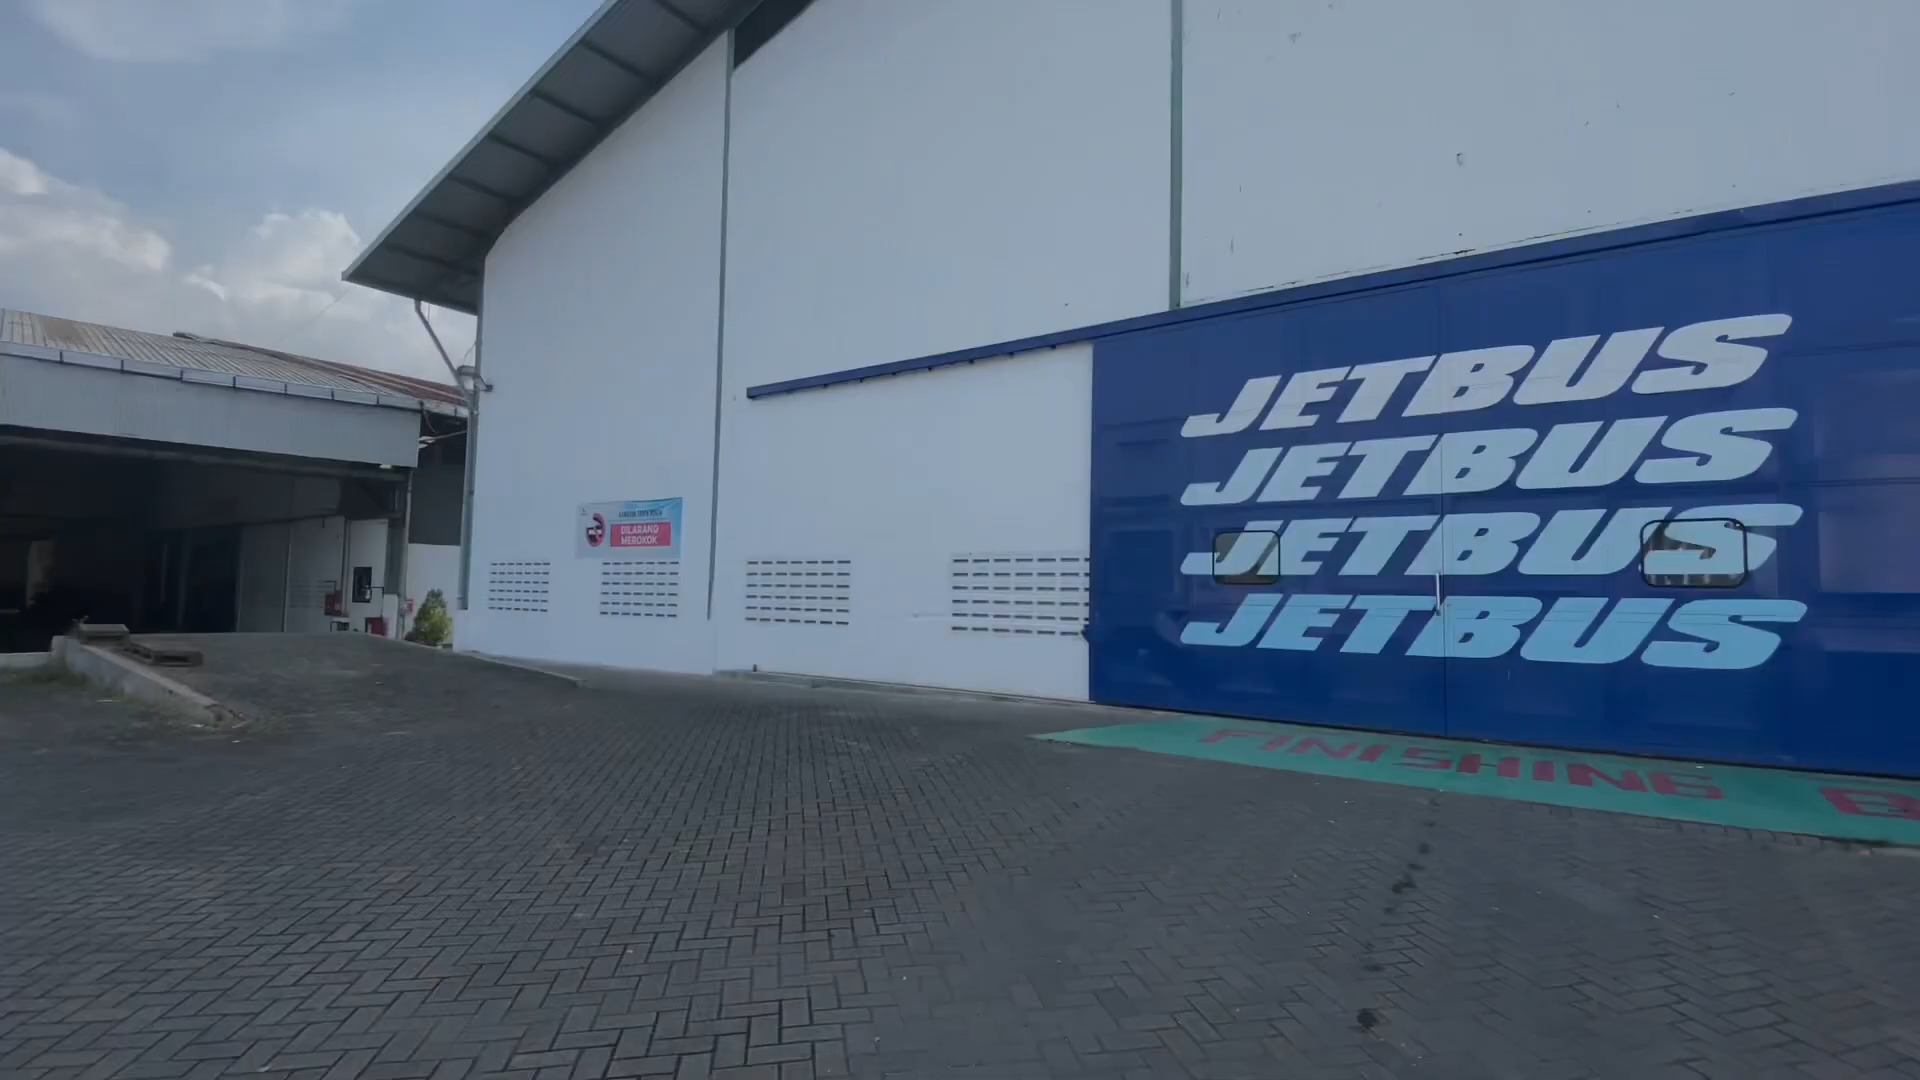 DILARANG
MEROKOK
JETBUS
JETBUS
JETBUS
JETBUS
FINISHING